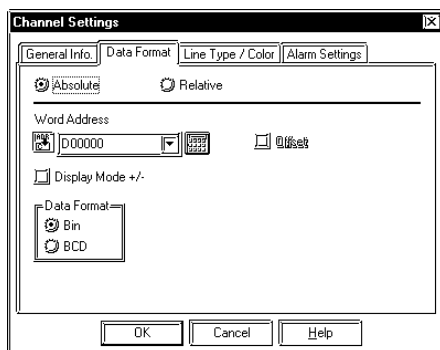 Channel Settings
General Info. Data Format Line Type / Color Alarm Settings
Absolute Relative
Word Address
D00000 Offset
Display Mode +/-
Data Format
Bin
BCD
OK Cancel Help